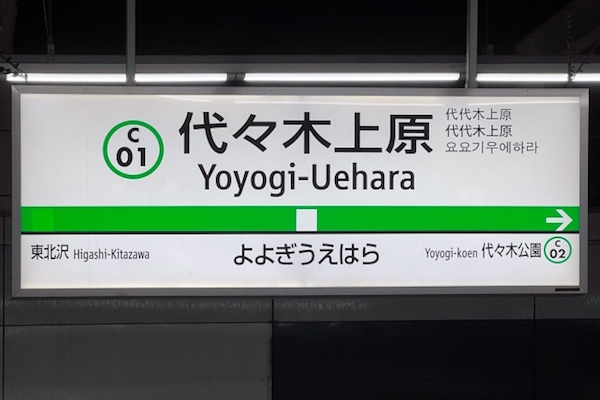 C
01
代々木上原
Yoyogi-Uehara
代代木上原
代代木上原
요요기우에하라
東北沢 Higashi-Kitazawa
よよぎうえはら
Yoyogi-koen 代々木公園
C
02